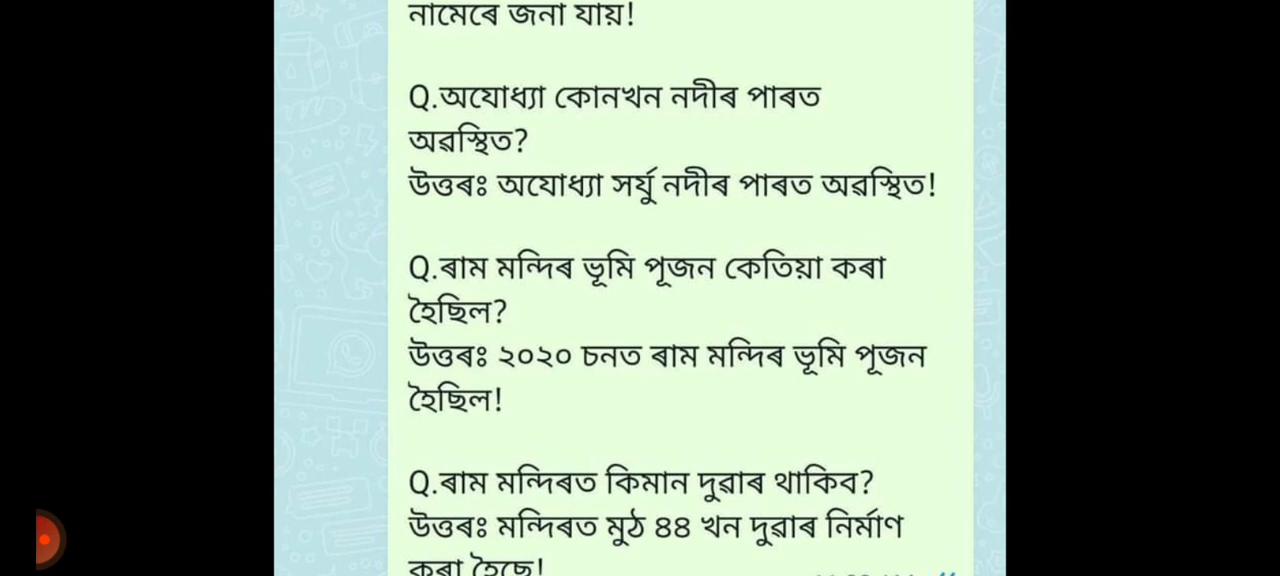 নামেৰে জনা যায়!
Q.অযোধ্যা কোনখন নদীৰ পাৰত
অৱস্থিত?
উত্তৰঃ অযোধ্যা সৰ্যু নদীৰ পাৰত অৱস্থিত!
Q.ৰাম মন্দিৰ ভূমি পূজন কেতিয়া কৰা
হৈছিল?
উত্তৰঃ ২০২০ চনত ৰাম মন্দিৰ ভূমি পূজন
হৈছিল!
Q.ৰাম মন্দিৰত কিমান দুৱাৰ থাকিব?
উত্তৰঃ মন্দিৰত মুঠ ৪৪ খন দুৱাৰ নিৰ্মাণ
কৰা হৈছে!